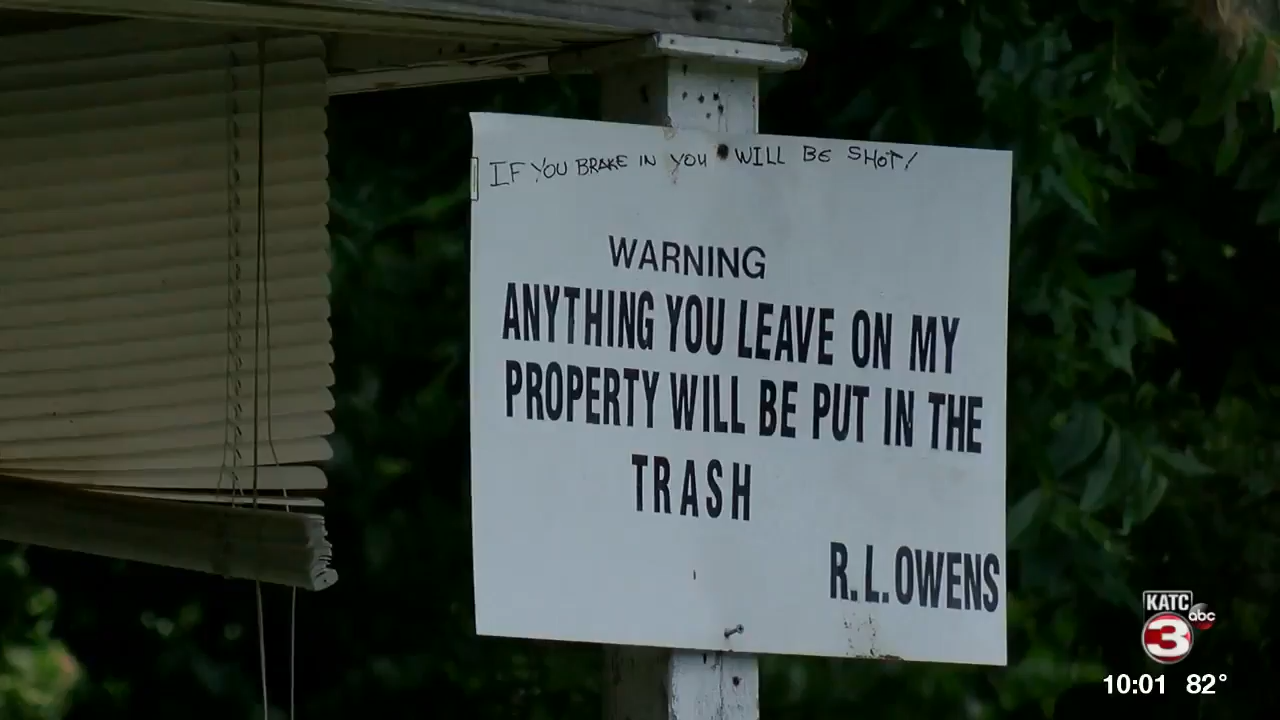 IF YOU BRAKE IN YOU WILL BE SHOT!
WARNING
ANYTHING YOU LEAVE ON MY
PROPERTY WILL BE PUT IN THE
TRASH
R.L.OWENS
KATC
abc
3
10:01 82°